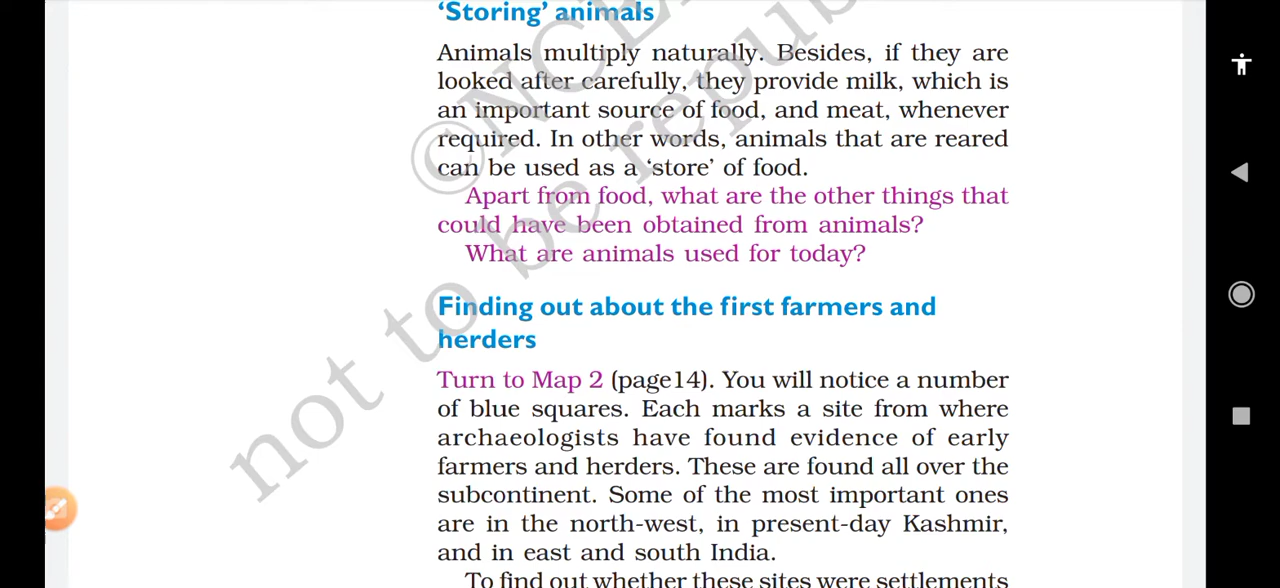 'Storing' animals
Animals multiply naturally. Besides, if they are
looked after carefully, they provide milk, which is
an important source of food, and meat, whenever
required. In other words, animals that are reared
can be used as a 'store' of food.
Apart from food, what are the other things that
could have been obtained from animals?
What are animals used for today?
Finding out about the first farmers and
herders
Turn to Map 2 (page14). You will notice a number
of blue squares. Each marks a site from where
archaeologists have found evidence of early
farmers and herders. These are found all over the
subcontinent. Some of the most important ones
are in the north-west, in present-day Kashmir,
and in east and south India.
To find out whether these sites were settlements
©NCE
not to be repu